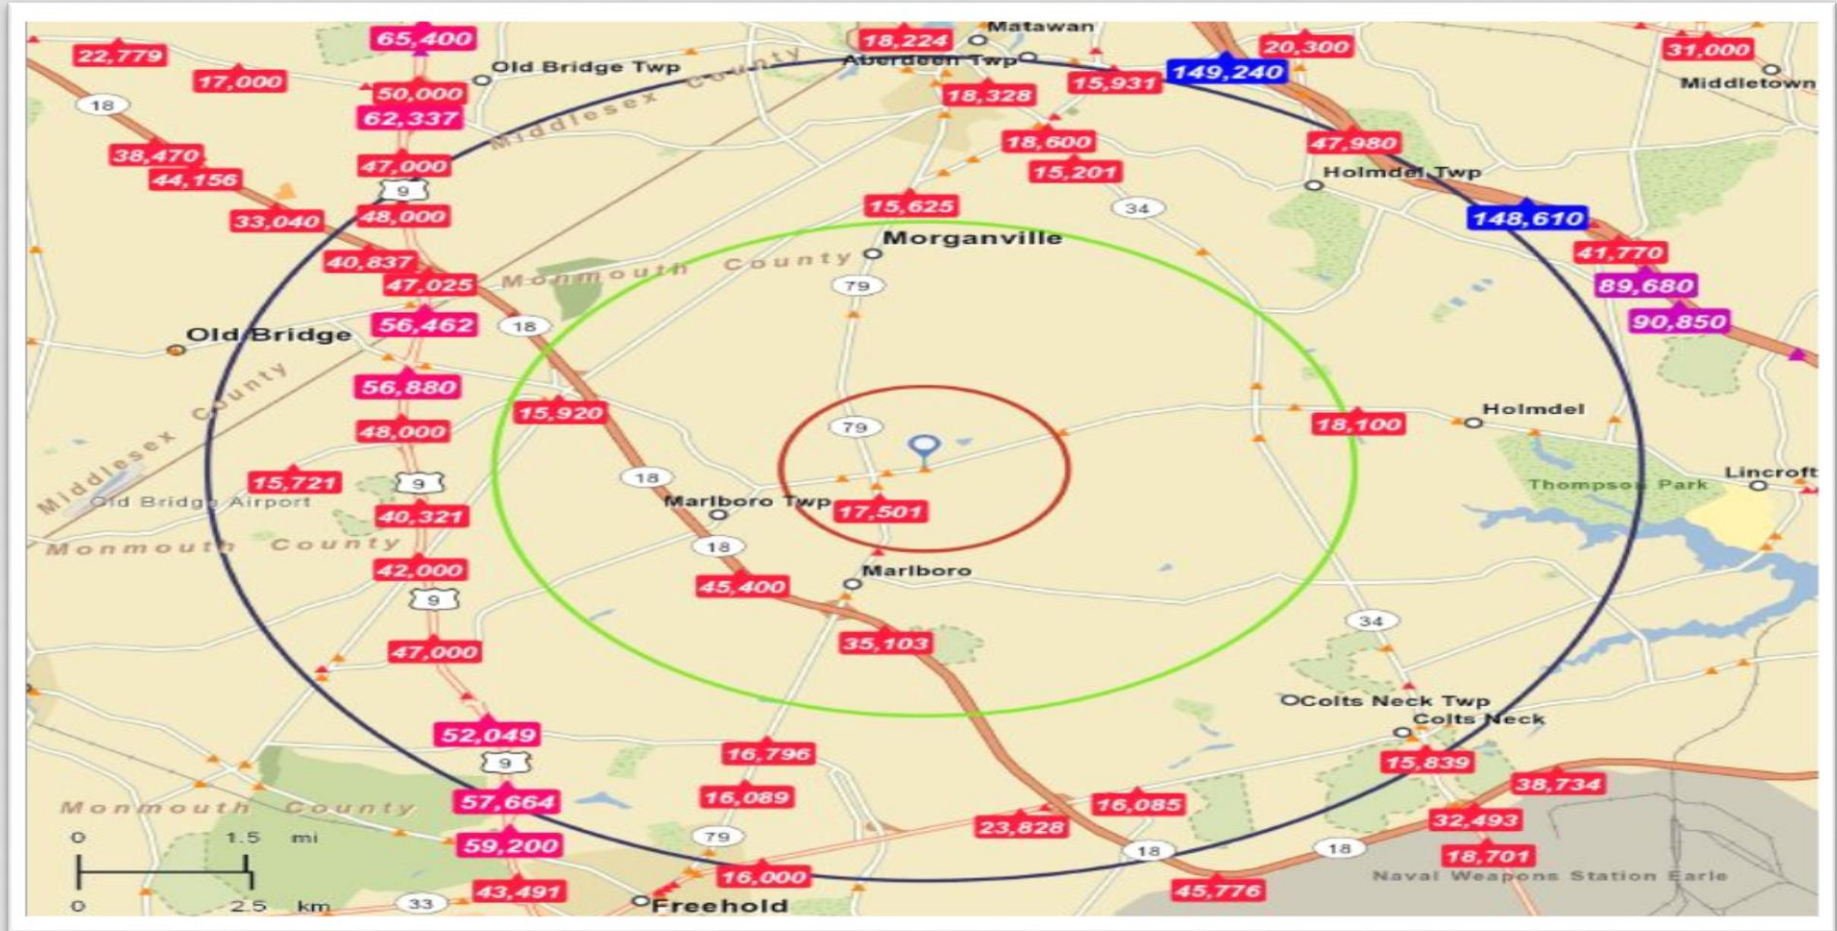 65,400
Matawan
18,224
20,300
31,000
22,779
Aberdeen Twp
Old Bridge Twp
149,240
17,000
15,931
Middletown
50,000
18,328
18
62,337
Middlesex County
18,600
47,980
38,470
47,000
15,201
Holmdel Twp
44,156
9
15,625
34
33,040
48,000
148,610
Morganville
41,770
40,837
Monmouth County
47,025
79
89,680
56,462
18
90,850
Old Bridge
Middlesex County
56,880
15,920
Holmdel
48,000
79
18,100
Middlesex County
15,721
9
18
Lincroft
Old Bridge Airport
Marlboro Twp
Thompson Park
40,321
17,501
Monmouth County
18
42,000
Marlboro
45,400
9
34
35,103
47,000
Colts Neck Twp
52,049
Colts Neck
16,796
9
15,839
38,734
57,664
16,089
16,085
Monmouth County
23,828
32,493
0 1.5 mi
59,200
79
18
18
18,701
16,000
Naval Weapons Station Earle
43,491
45,776
0 2.5 km
33
Freehold